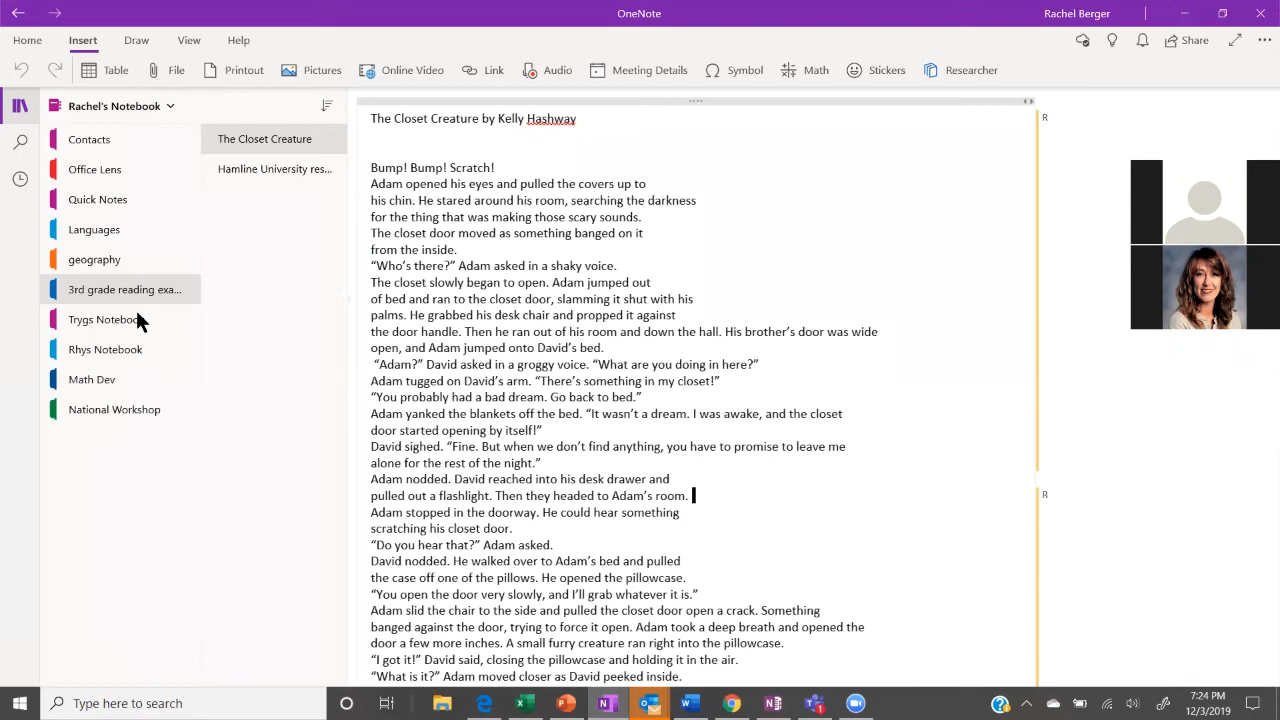 OneNote
Rachel Berger
Home
Insert
Draw
View
Help
Share
Table
File
Printout
Pictures
Online Video
Link
Audio
Meeting Details
Symbol
Math
Stickers
Researcher
Rachel's Notebook
Contacts
Office Lens
Quick Notes
Languages
geography
3rd grade reading exa...
Trygs Notebook
Rhys Notebook
Math Dev
National Workshop
The Closet Creature
Hamline University res...
The Closet Creature by Kelly Hashway
Bump! Bump! Scratch!
Adam opened his eyes and pulled the covers up to
his chin. He stared around his room, searching the darkness
for the thing that was making those scary sounds.
The closet door moved as something banged on it
from the inside.
“Who’s there?” Adam asked in a shaky voice.
The closet slowly began to open. Adam jumped out
of bed and ran to the closet door, slamming it shut with his
palms. He grabbed his desk chair and propped it against
the door handle. Then he ran out of his room and down the hall. His brother’s door was wide
open, and Adam jumped onto David’s bed.
“Adam?” David asked in a groggy voice. “What are you doing in here?”
Adam tugged on David’s arm. “There’s something in my closet!”
“You probably had a bad dream. Go back to bed.”
Adam yanked the blankets off the bed. “It wasn’t a dream. I was awake, and the closet
door started opening by itself!”
David sighed. “Fine. But when we don’t find anything, you have to promise to leave me
alone for the rest of the night.”
Adam nodded. David reached into his desk drawer and
pulled out a flashlight. Then they headed to Adam’s room.
Adam stopped in the doorway. He could hear something
scratching his closet door.
“Do you hear that?” Adam asked.
David nodded. He walked over to Adam’s bed and pulled
the case off one of the pillows. He opened the pillowcase.
“You open the door very slowly, and I’ll grab whatever it is.”
Adam slid the chair to the side and pulled the closet door open a crack. Something
banged against the door, trying to force it open. Adam took a deep breath and opened the
door a few more inches. A small furry creature ran right into the pillowcase.
“I got it!” David said, closing the pillowcase and holding it in the air.
“What is it?” Adam moved closer as David peeked inside.
R
R
Type here to search
7:24 PM
12/3/2019